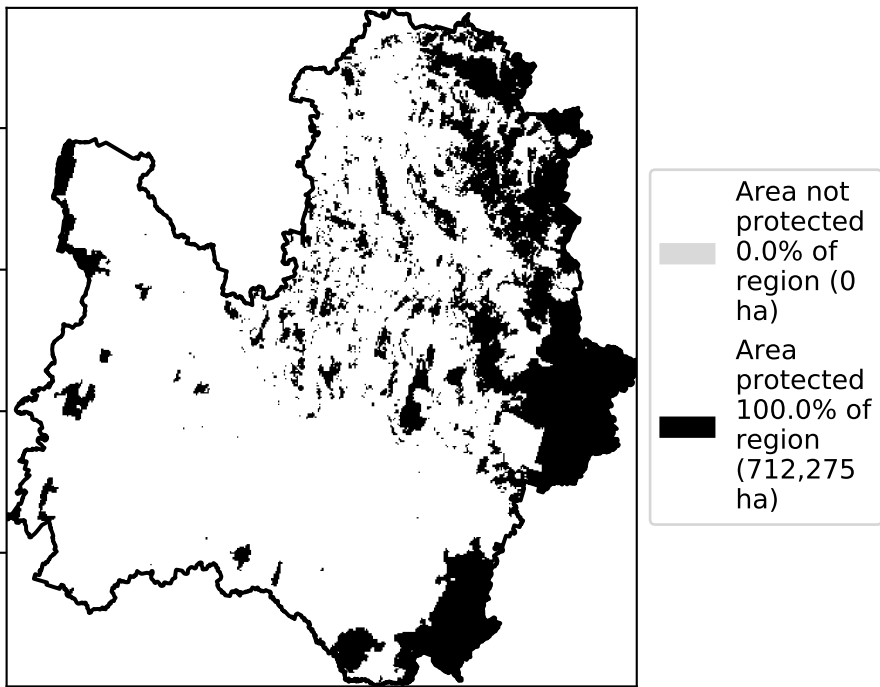 Area not
protected
0.0% of
region (0
ha)
Area
protected
100.0% of
region
(712,275
ha)